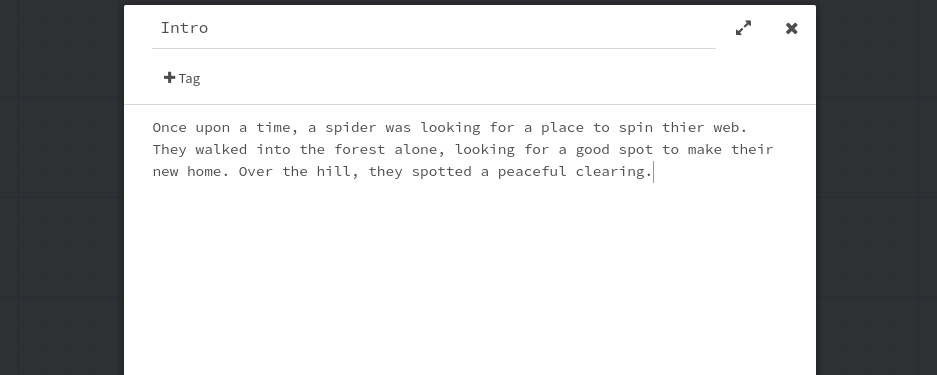 Intro
+Tag
Once upon a time, a spider was looking for a place to spin thier web.
They walked into the forest alone, looking for a good spot to make their
new home. Over the hill, they spotted a peaceful clearing.